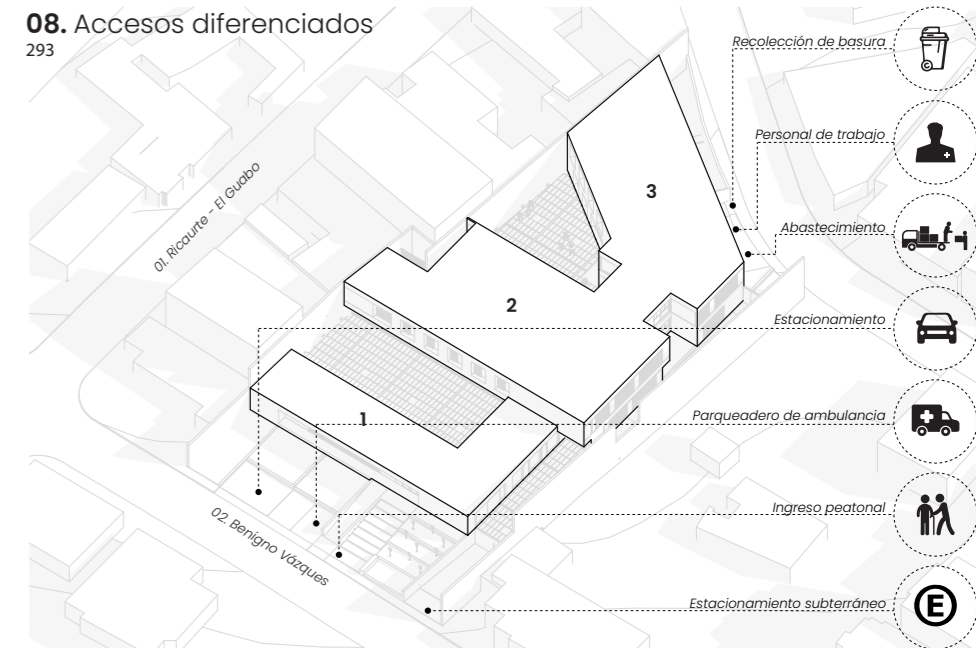 08. Accesos diferenciados
293
Recolección de basura
Personal de trabajo
01. Ricaurte - El Guabo
3
Abastecimiento
2
Estacionamiento
1
Parqueadero de ambulancia
Ingreso peatonal
02. Benigno Vázques
Estacionamiento subterráneo
E